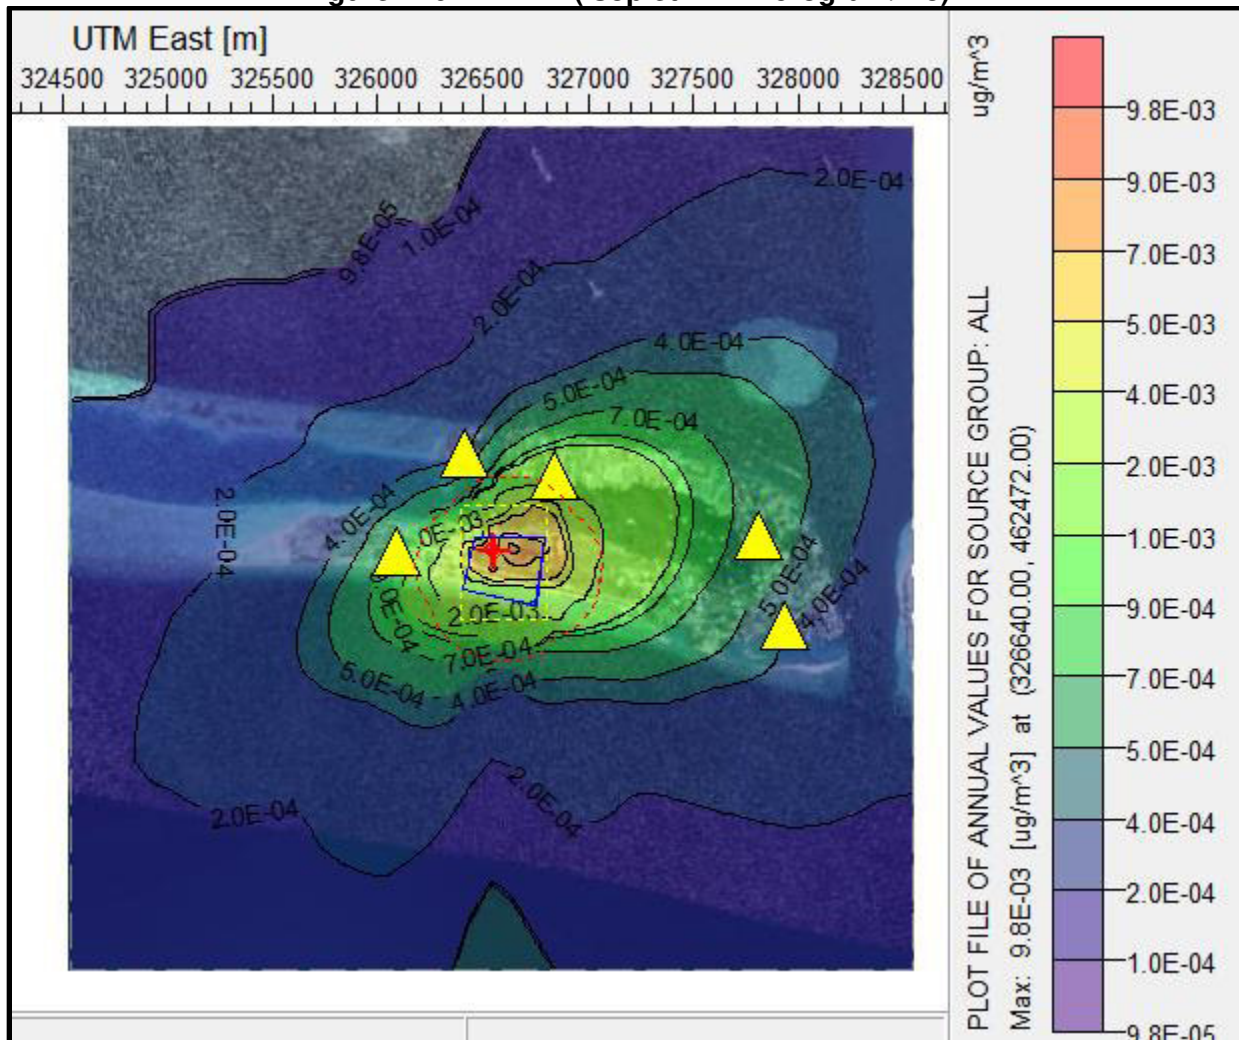 UTM East [m]
324500 325000 325500 326000 326500 327000 327500 328000 328500
2.0E-04
9.8E-05
1.0E-04
2.0E-04
4.0E-04
5.0E-04
7.0E-04
2.0E-04
4.0E-04
0E-03
5.0E-04
4.0E-04
0E-04
2.0E-03
7.0E-04
5.0E-04
4.0E-04
2.0E-04
2.0E-04
ug/m^3
9.8E-03
9.0E-03
7.0E-03
5.0E-03
4.0E-03
2.0E-03
1.0E-03
9.0E-04
7.0E-04
5.0E-04
4.0E-04
2.0E-04
1.0E-04
9.8E-05
PLOT FILE OF ANNUAL VALUES FOR SOURCE GROUP: ALL
Max: 9.8E-03 [ug/m^3] at (326640.00, 462472.00)